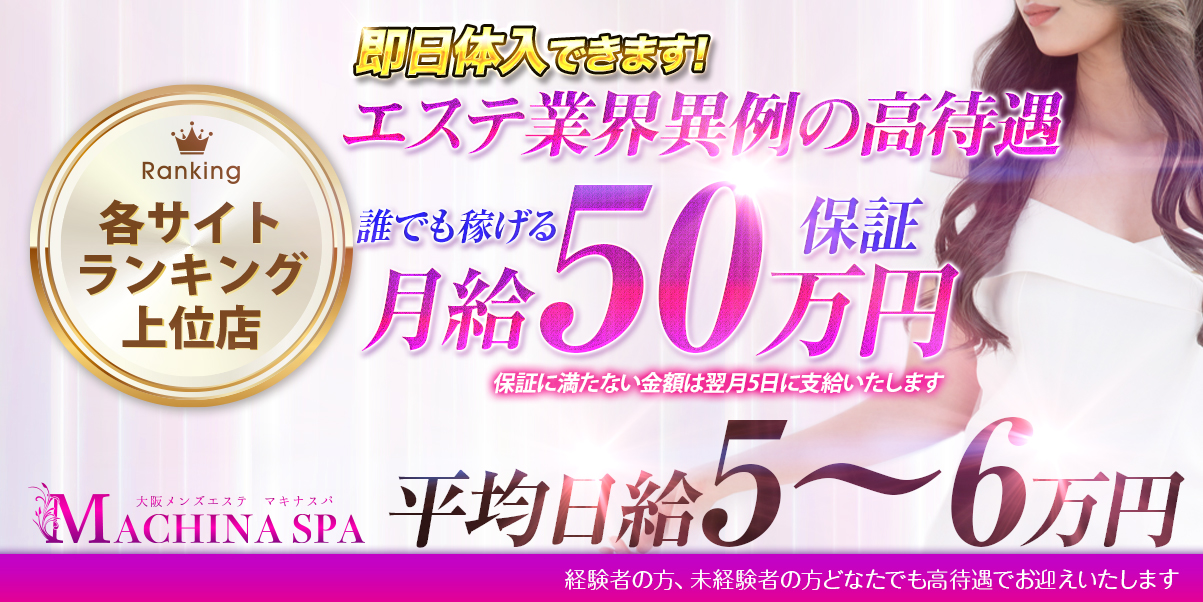 即日体入できます!
エステ業界異例の高待遇
Ranking
各サイト
ランキング
上位店
誰でも稼げる
月給50万円
保証
保証に満たない金額は翌月5日に支給いたします
平均日給5〜6万円
大阪メンズエステ　マキナスパ
MACHINA SPA
経験者の方、未経験者の方どなたでも高待遇でお迎えいたします